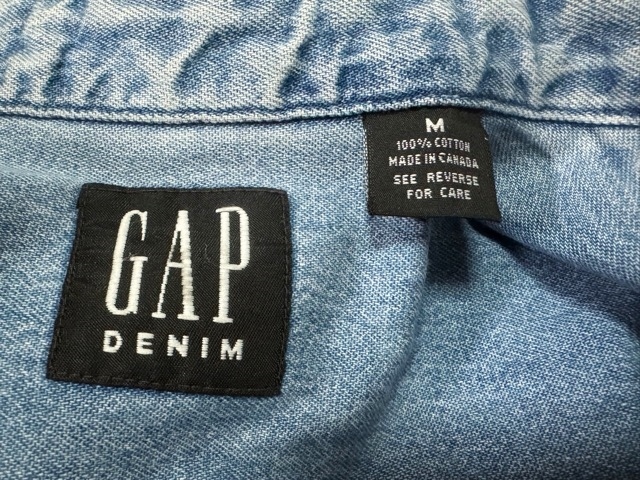 GAP
DENIM
M
100% COTTON
MADE IN CANADA
SEE REVERSE
FOR CARE